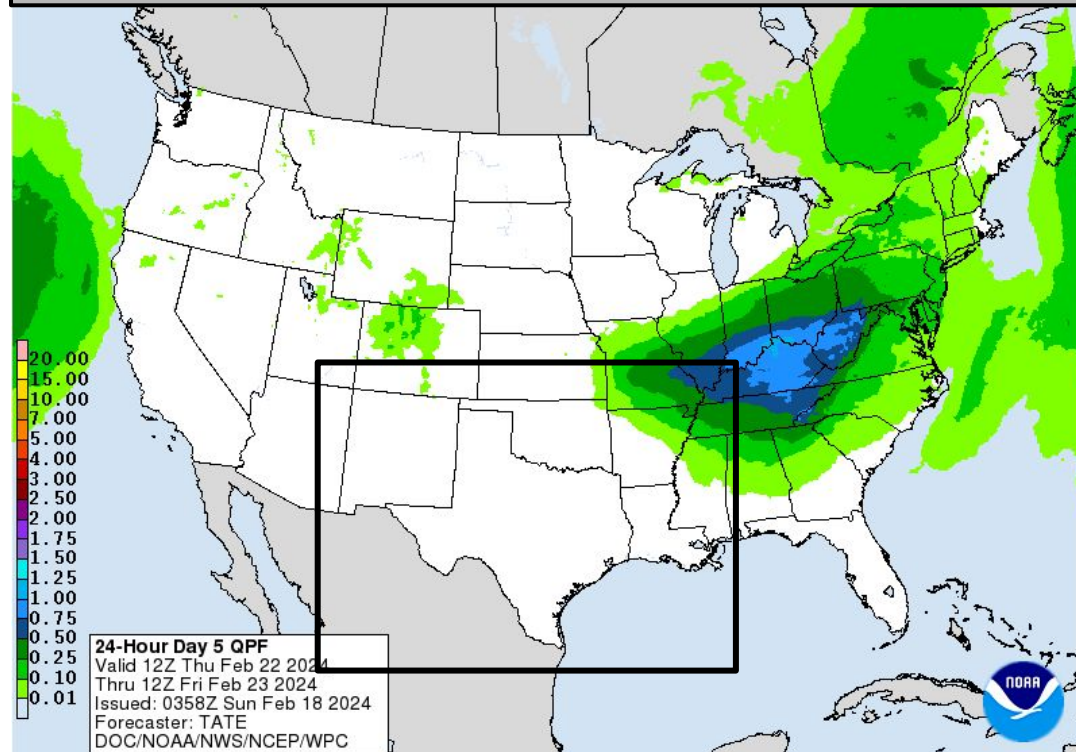 20.00
15.00
10.00
7.00
5.00
4.00
3.00
2.50
2.00
1.75
1.50
1.25
1.00
0.75
0.50
0.25
0.10
0.01
24-Hour Day 5 QPF
Valid 12Z Thu Feb 22 2024
Thru 12Z Fri Feb 23 2024
Issued: 0358Z Sun Feb 18 2024
Forecaster: TATE
DOC/NOAA/NWS/NCEP/WPC
NOAA